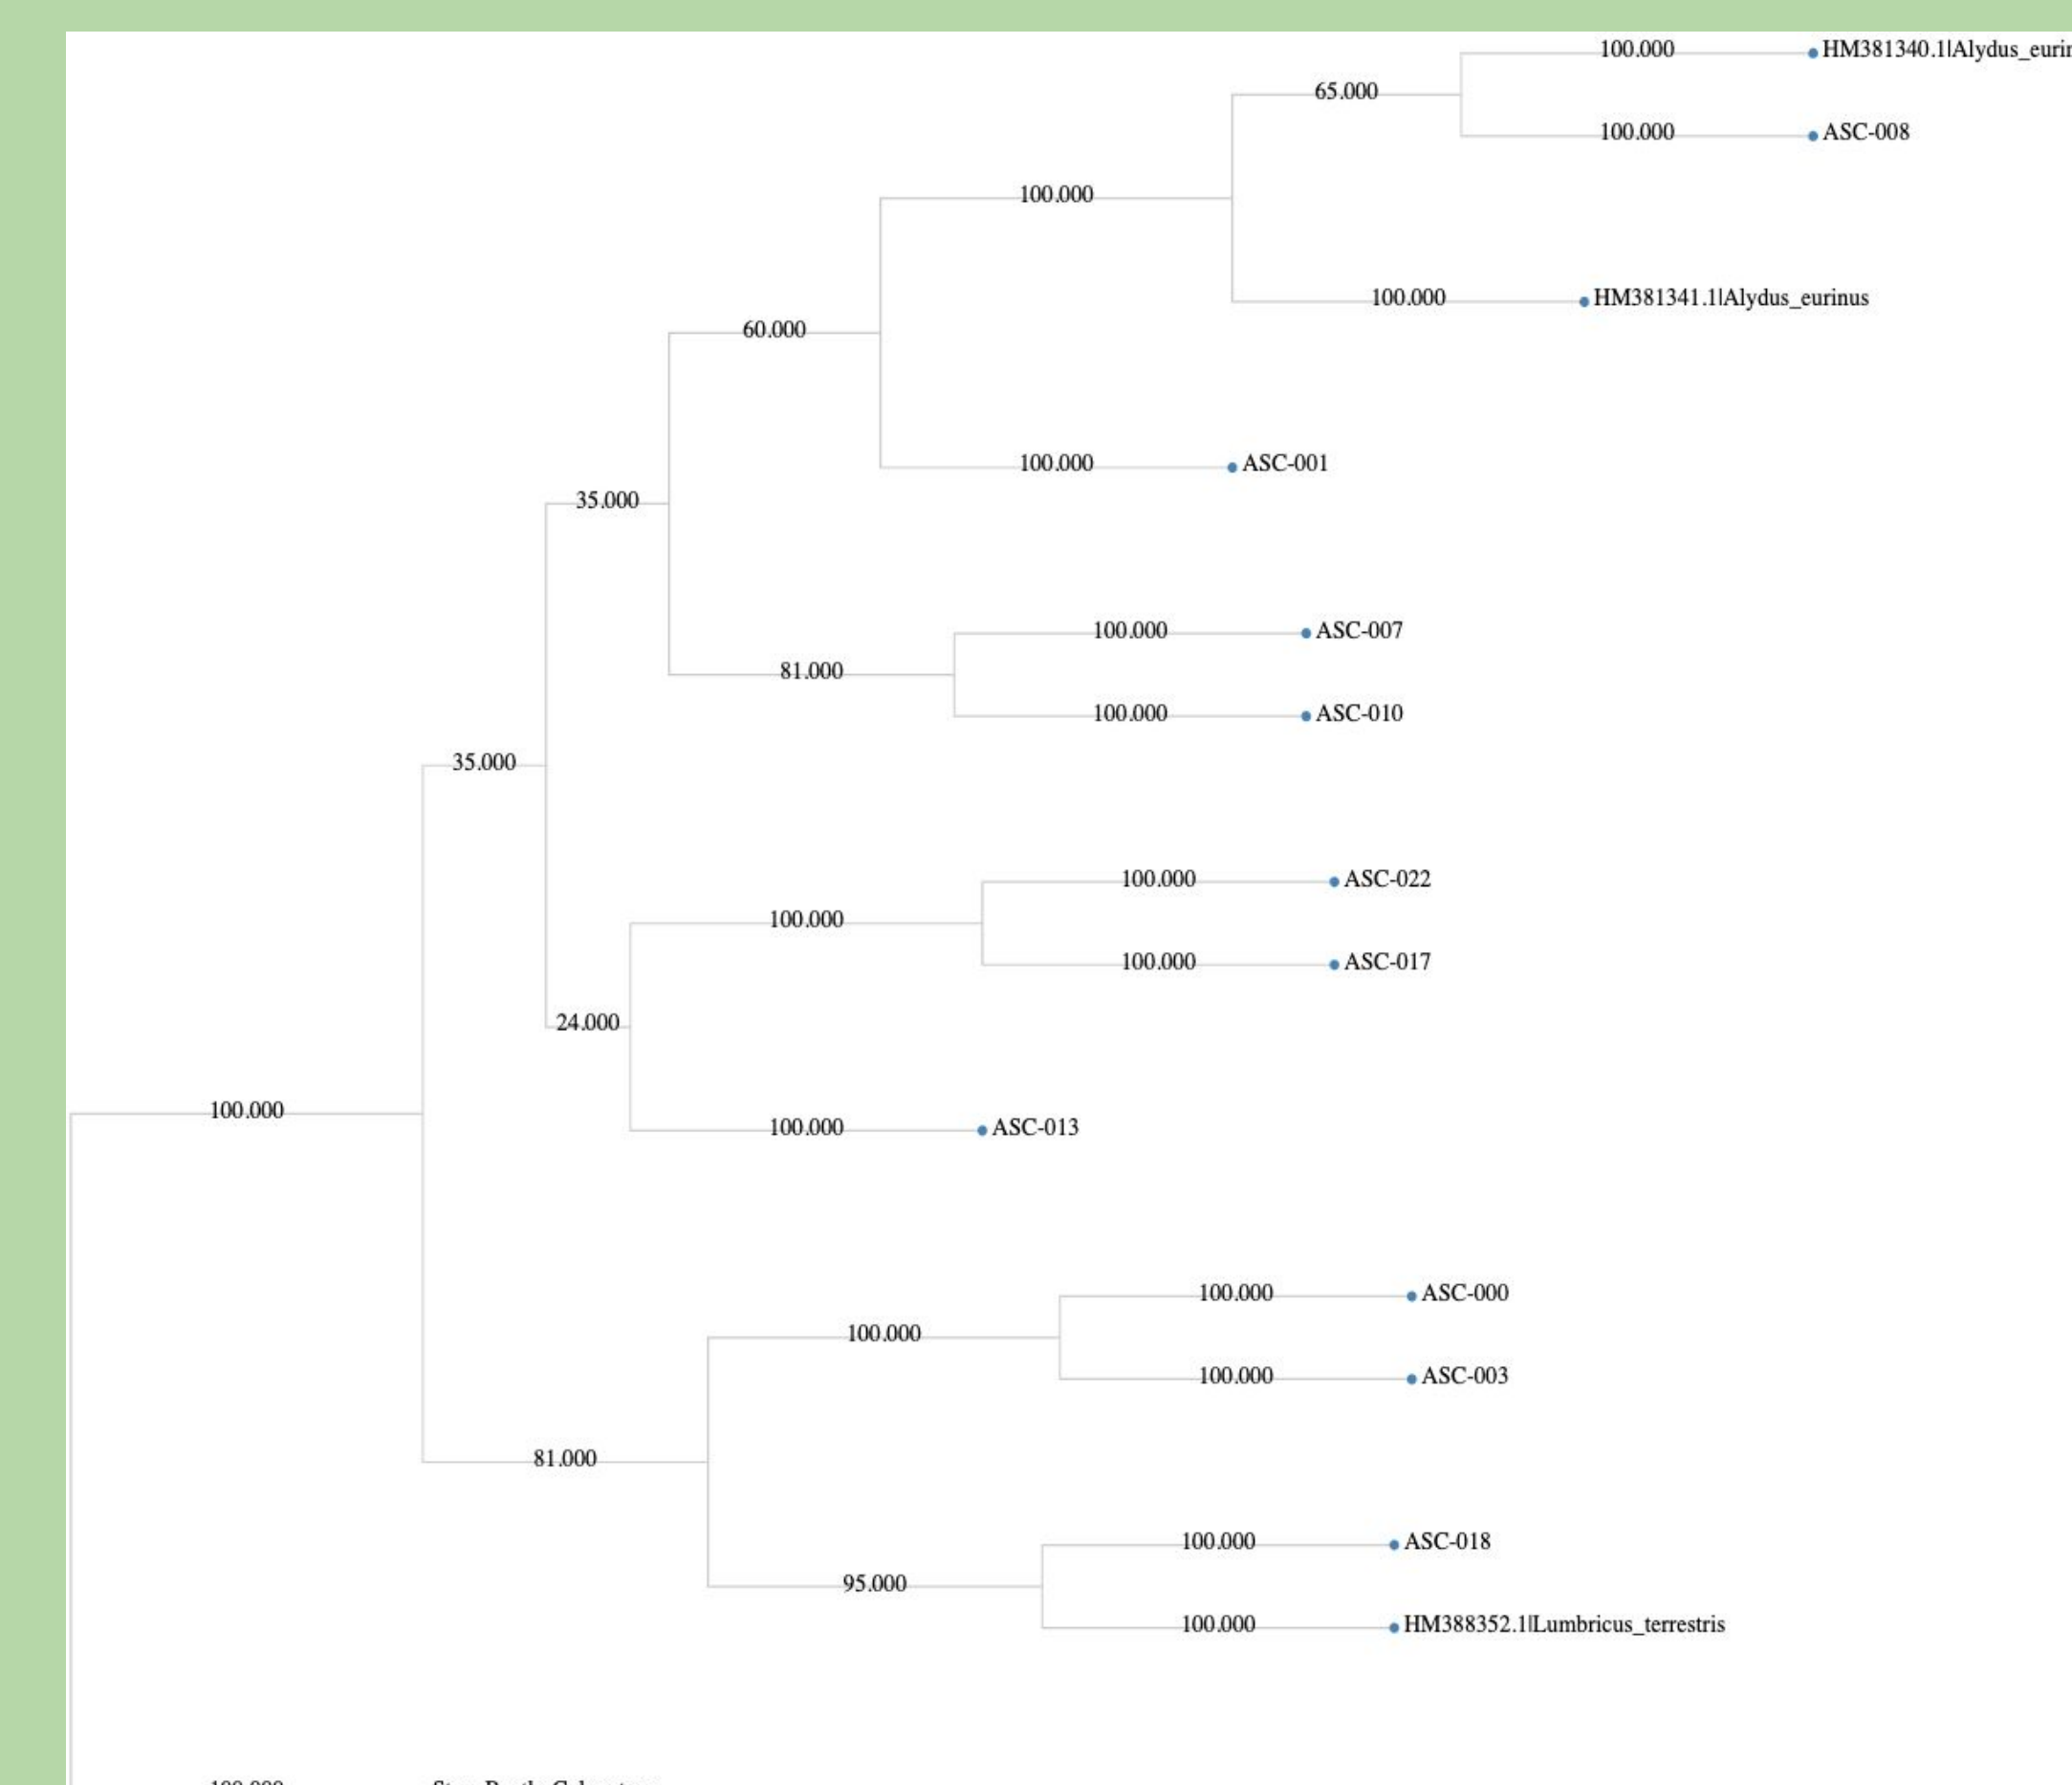 100.000 HM381340.1|Alydus_eurin
65.000
100.000 ASC-008
100.000
100.000 HM381341.1|Alydus_eurinus
60.000
100.000 ASC-001
35.000
100.000 ASC-007
81.000
100.000 ASC-010
35.000
100.000 ASC-022
100.000
100.000 ASC-017
24.000
100.000
100.000 ASC-013
100.000 ASC-000
100.000
100.000 ASC-003
81.000
100.000 ASC-018
95.000
100.000 HM388352.1|Lumbricus_terrestris